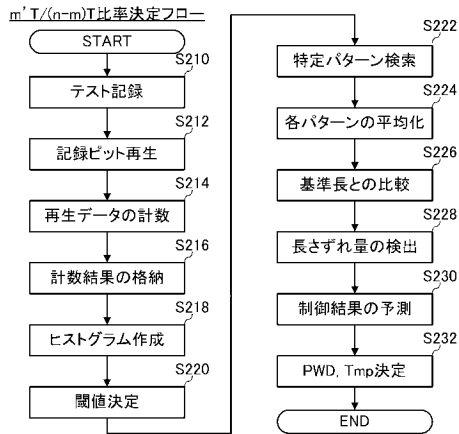 m'T/(n-m)T比率決定フロー
START
S210
テスト記録
S212
記録ピット再生
S214
再生データの計数
S216
計数結果の格納
S218
ヒストグラム作成
S220
閾値決定
S222
特定パターン検索
S224
各パターンの平均化
S226
基準長との比較
S228
長さずれ量の検出
S230
制御結果の予測
S232
PWD, Tmp決定
END